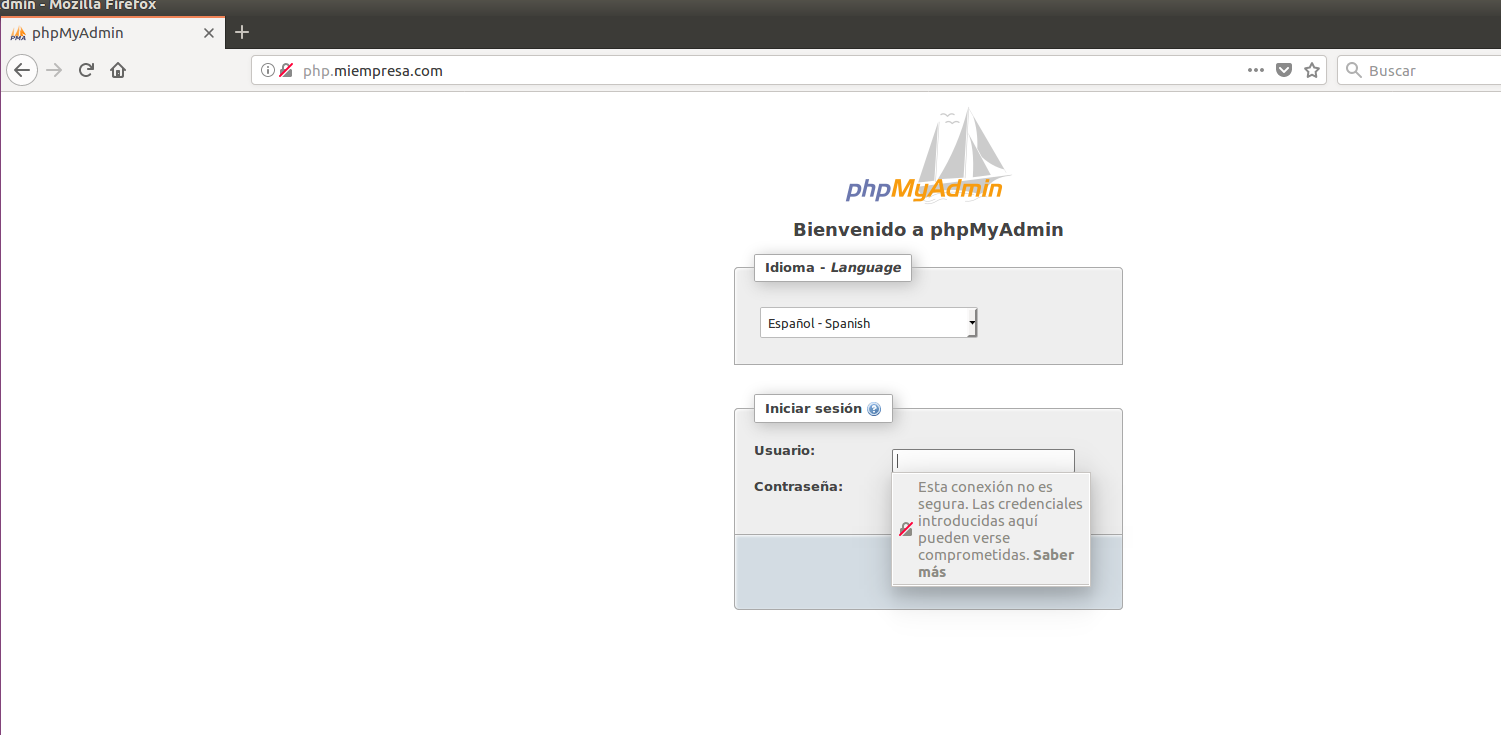 dmin - Mozilla Firefox
PMA phpMyAdmin
php.miempresa.com
Buscar
phpMyAdmin
Bienvenido a phpMyAdmin
Idioma - Language
Español - Spanish
Iniciar sesión
Usuario:
Contraseña:
Esta conexión no es
segura. Las credenciales
introducidas aquí
pueden verse
comprometidas. Saber
más